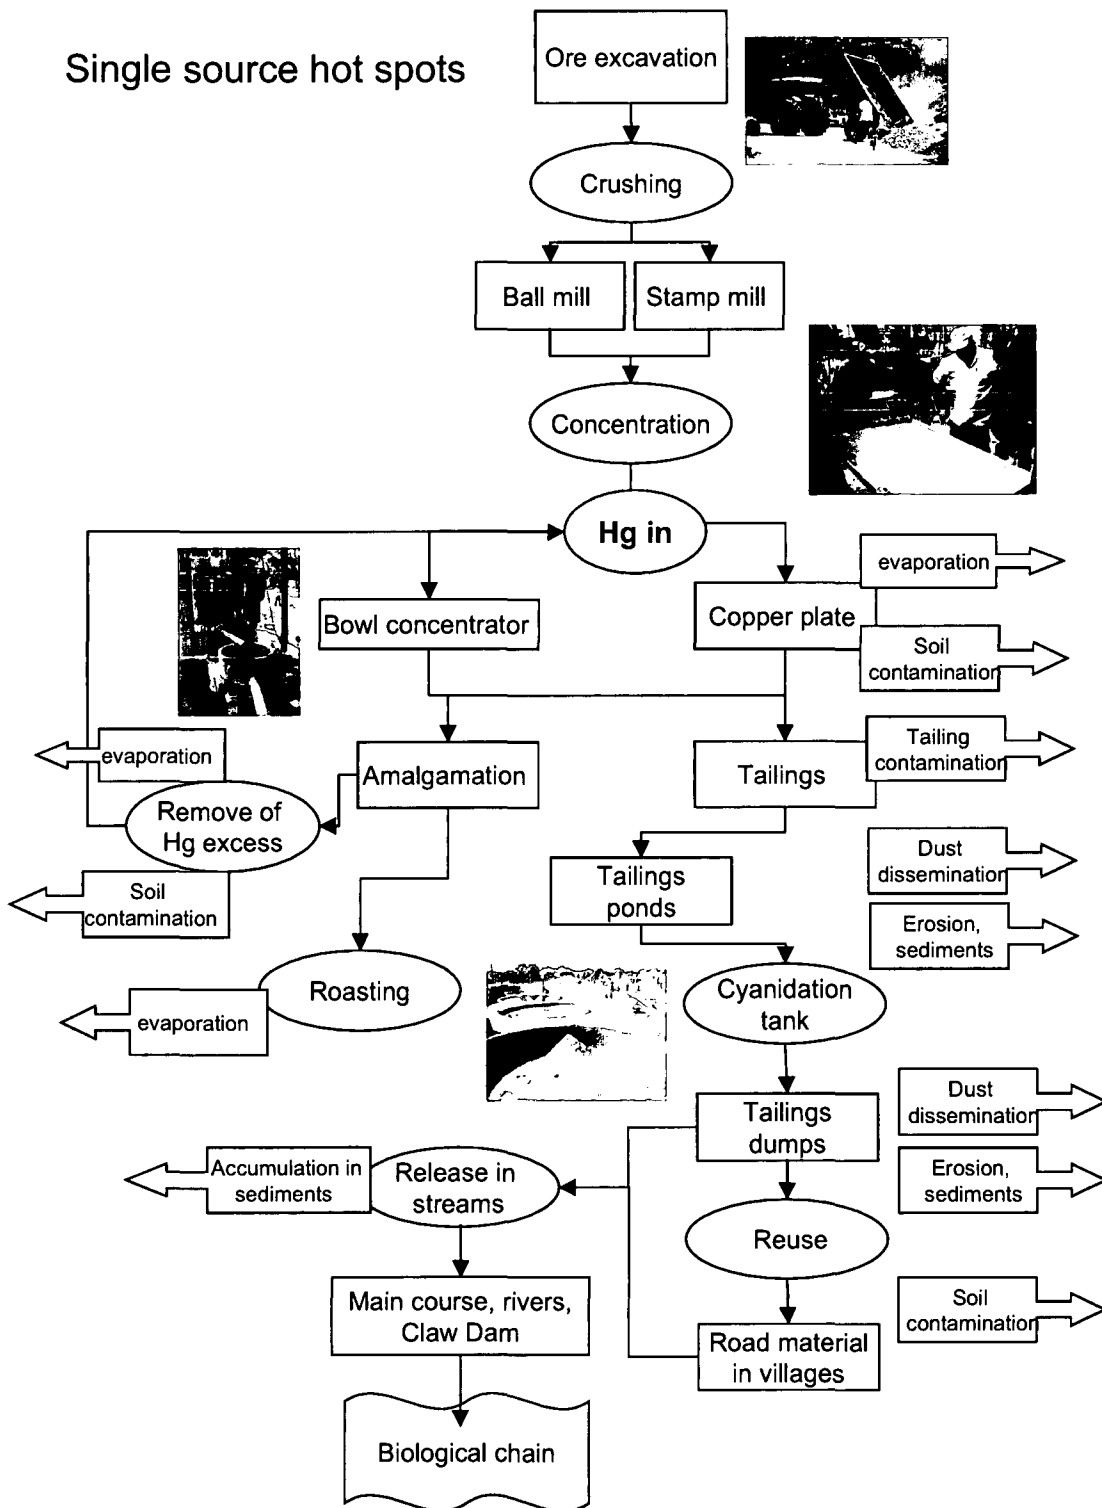 Single source hot spots
Ore excavation
Crushing
Ball mill
Stamp mill
Concentration
Hg in
evaporation
Bowl concentrator
Copper plate
Soil
contamination
evaporation
Amalgamation
Tailings
Tailing
contamination
Remove of
Hg excess
Tailings
ponds
Dust
dissemination
Soil
contamination
Erosion,
sediments
Roasting
Cyanidation
tank
evaporation
Tailings
dumps
Dust
dissemination
Accumulation in
sediments
Release in
streams
Erosion,
sediments
Reuse
Main course, rivers,
Claw Dam
Soil
contamination
Road material
in villages
Biological chain